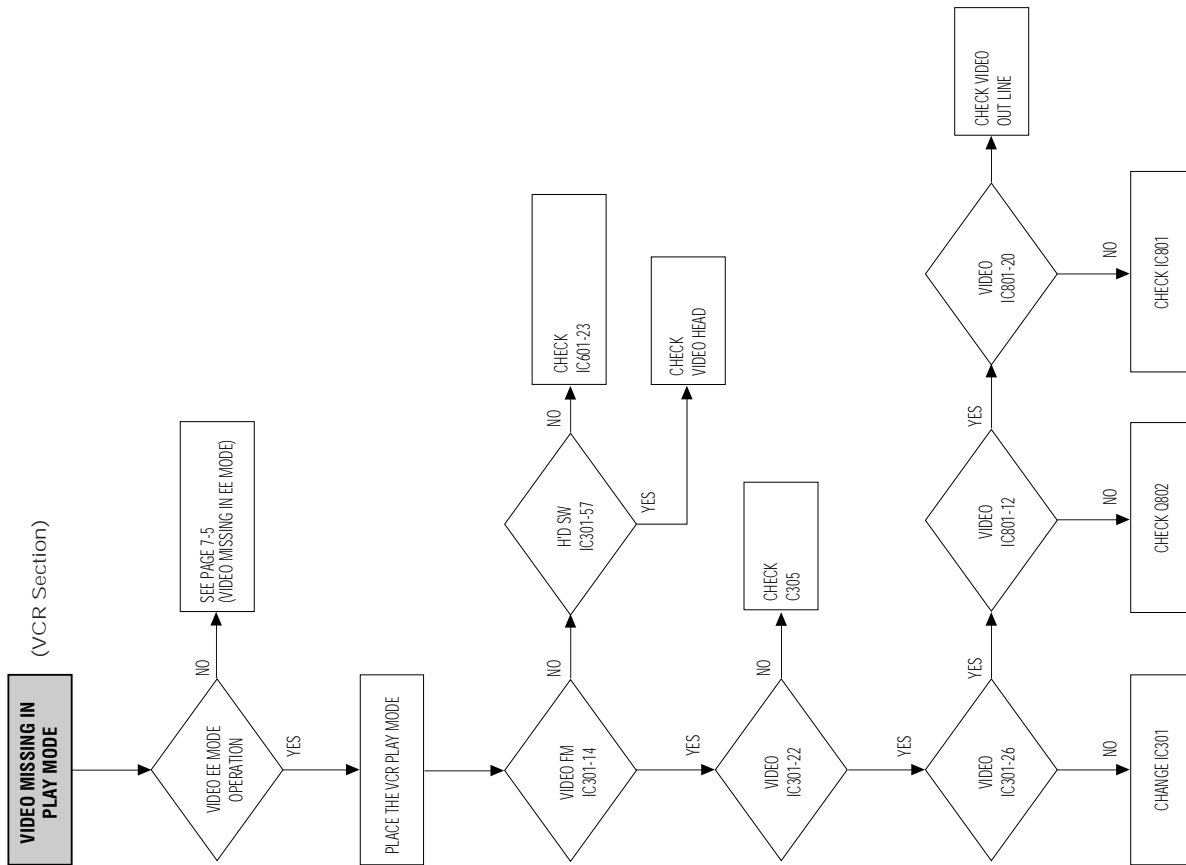 VIDEO MISSING IN
PLAY MODE
(VCR Section)
VIDEO EE MODE
OPERATION
NO
SEE PAGE 7-5
(VIDEO MISSING IN EE MODE)
YES
PLACE THE VCR PLAY MODE
VIDEO FM
IC301-14
NO
H'D SW
IC301-57
NO
CHECK
IC601-23
YES
CHECK
VIDEO HEAD
YES
VIDEO
IC301-22
NO
CHECK
C305
YES
VIDEO
IC301-26
YES
VIDEO
IC801-12
YES
VIDEO
IC801-20
CHECK VIDEO
OUT LINE
NO
CHANGE IC301
NO
CHECK Q802
NO
CHECK IC801